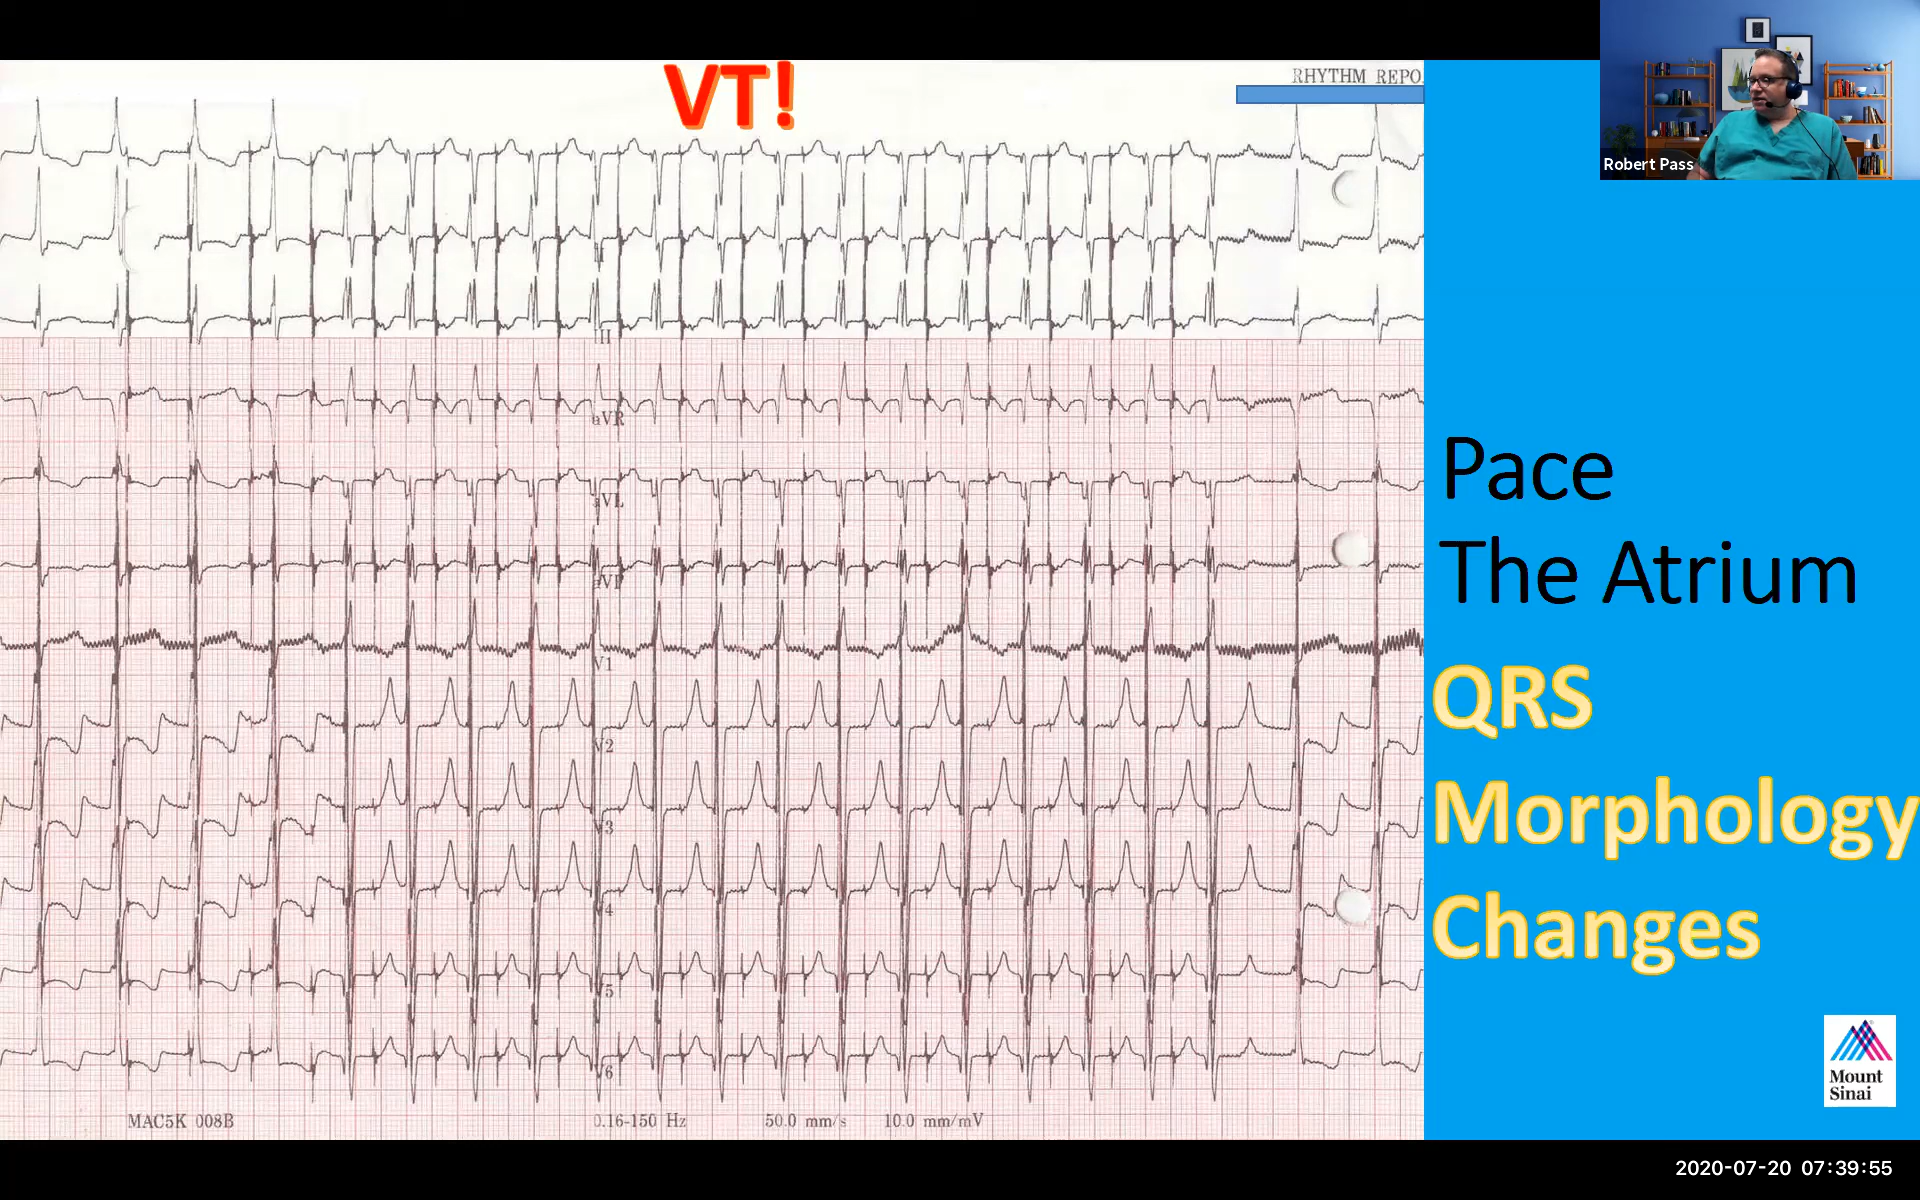 VT!
RHYTHM REPO
Robert Pass
II
III
aVR
aVL
aVF
V1
V2
V3
V4
V5
V6
MAC5K 008B
0.16-150 Hz
50.0 mm/s
10.0 mm/mV
Pace
The Atrium
QRS
Morphology
Changes
Mount
Sinai
2020-07-20 07:39:55